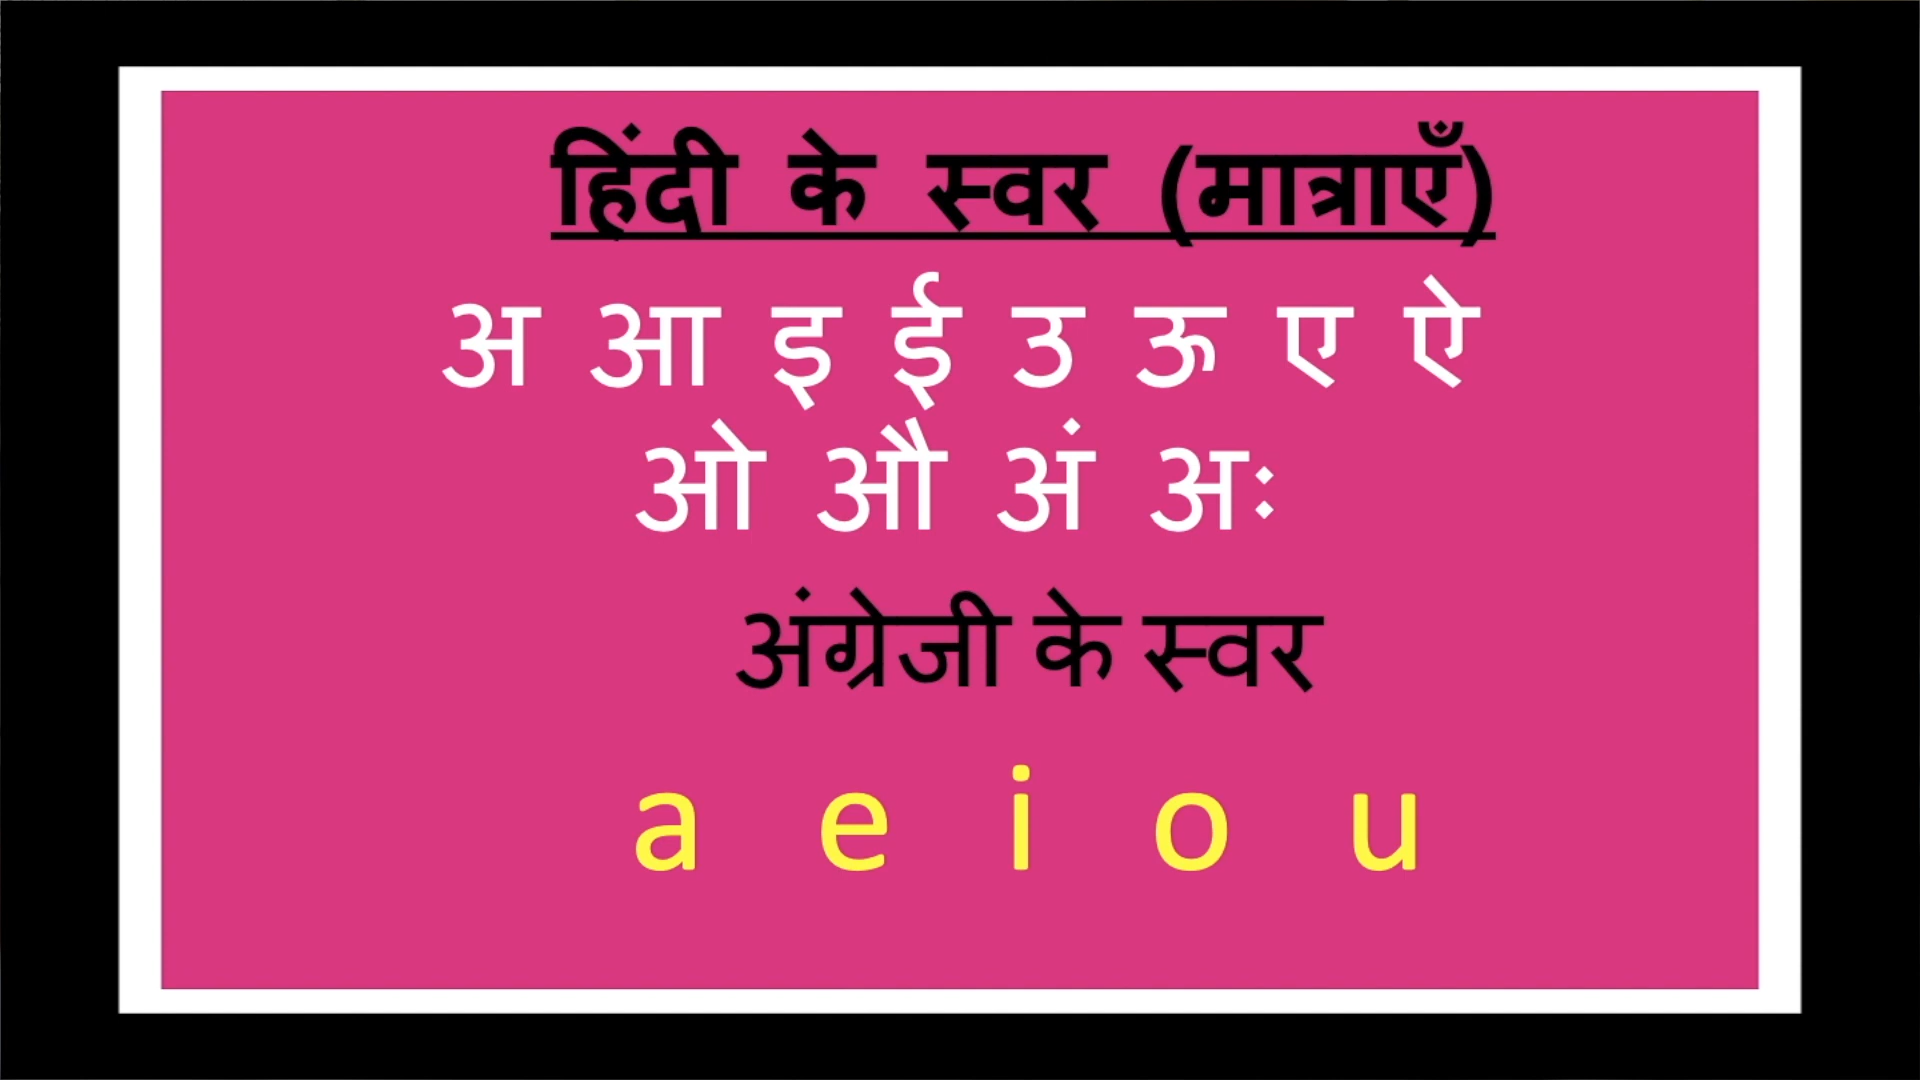 हिंदी के स्वर (मात्राएँ)
अ आ इ ई उ ऊ ए ऐ
ओ औ अं अः
अंग्रेजी के स्वर
a e i o u